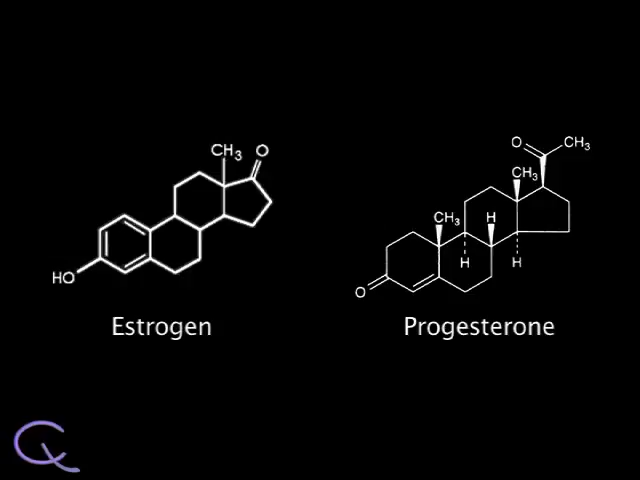 CH₃ O
HO
Estrogen
O CH₃
CH₃
CH₃ H
H H
O
Progesterone